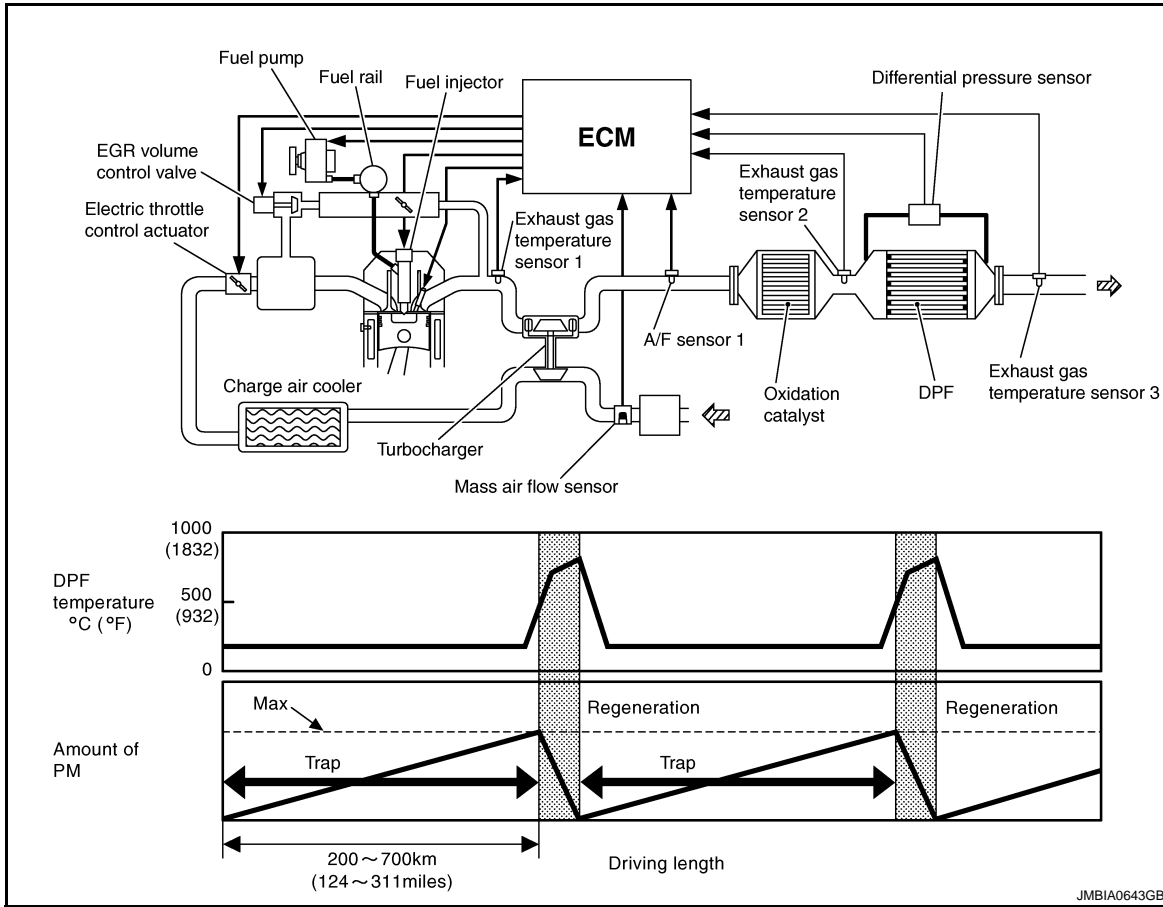 Fuel pump
Fuel rail
Fuel injector
Differential pressure sensor
ECM
EGR volume
control valve
Electric throttle
control actuator
Exhaust gas
temperature
sensor 2
Exhaust gas
temperature
sensor 1
A/F sensor 1
Charge air cooler
Oxidation
catalyst
DPF
Exhaust gas
temperature sensor 3
Turbocharger
Mass air flow sensor
1000
(1832)
DPF
temperature
°C (°F)
500
(932)
0
Max
Regeneration
Regeneration
Amount of
PM
Trap
Trap
200~700km
(124~311miles)
Driving length
JMBIA0643GB